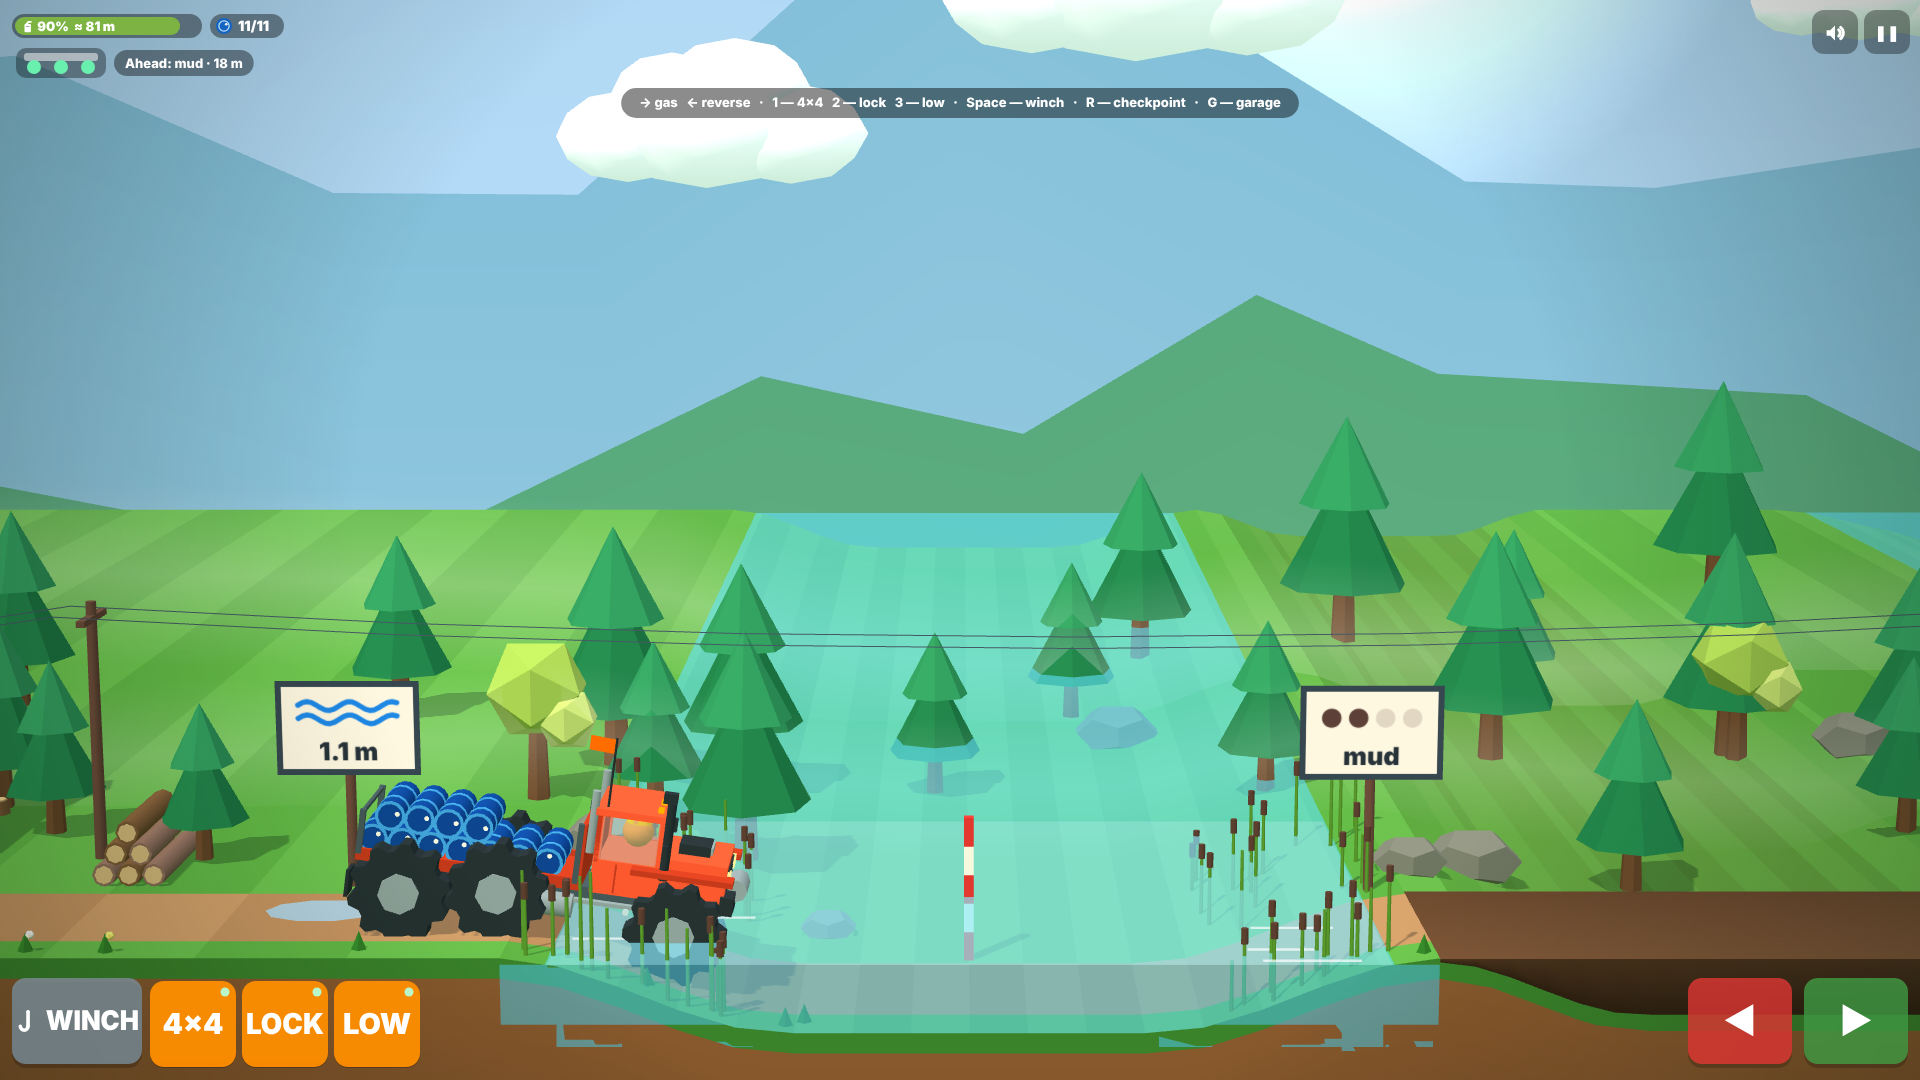 90% ≈ 81 m
11/11
Ahead: mud · 18 m
→ gas ← reverse · 1 — 4×4 2 — lock 3 — low · Space — winch · R — checkpoint · G — garage
1.1 m
mud
WINCH
4×4
LOCK
LOW